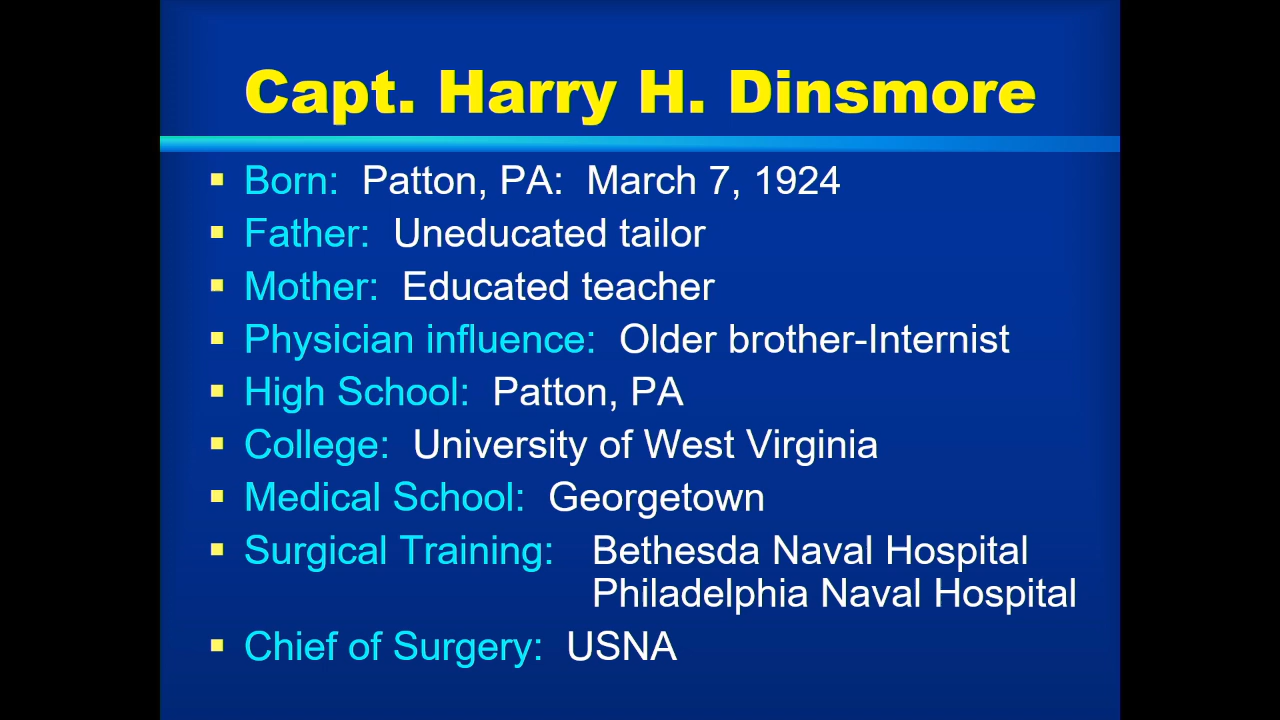 Capt. Harry H. Dinsmore
Born: Patton, PA: March 7, 1924
Father: Uneducated tailor
Mother: Educated teacher
Physician influence: Older brother-Internist
High School: Patton, PA
College: University of West Virginia
Medical School: Georgetown
Surgical Training: Bethesda Naval Hospital
Philadelphia Naval Hospital
Chief of Surgery: USNA